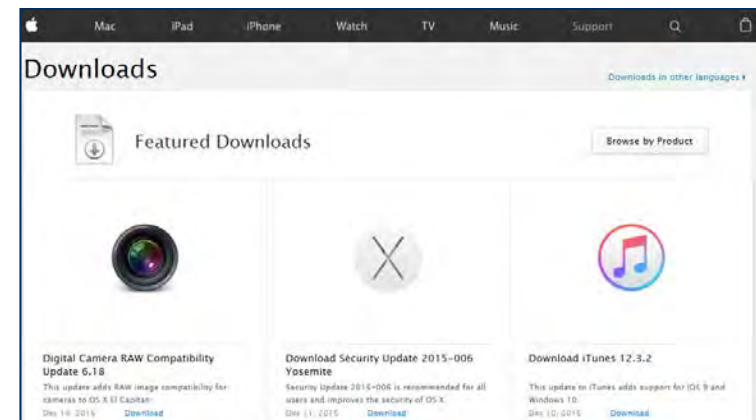 Mac iPad iPhone Watch TV Music Support
Downloads
Downloads in other languages
Featured Downloads
Browse by Product
Digital Camera RAW Compatibility
Update 6.18
This update adds RAW image compatibility for
cameras to OS X El Capitan.
Dec 2015 Download
Download Security Update 2015-006
Yosemite
Security Update 2015-006 is recommended for all
users and improves the security of OS X.
Dec 11, 2015 Download
Download iTunes 12.3.2
This update to iTunes adds support for iOS 9 and
Windows 10.
Dec 10, 2015 Download